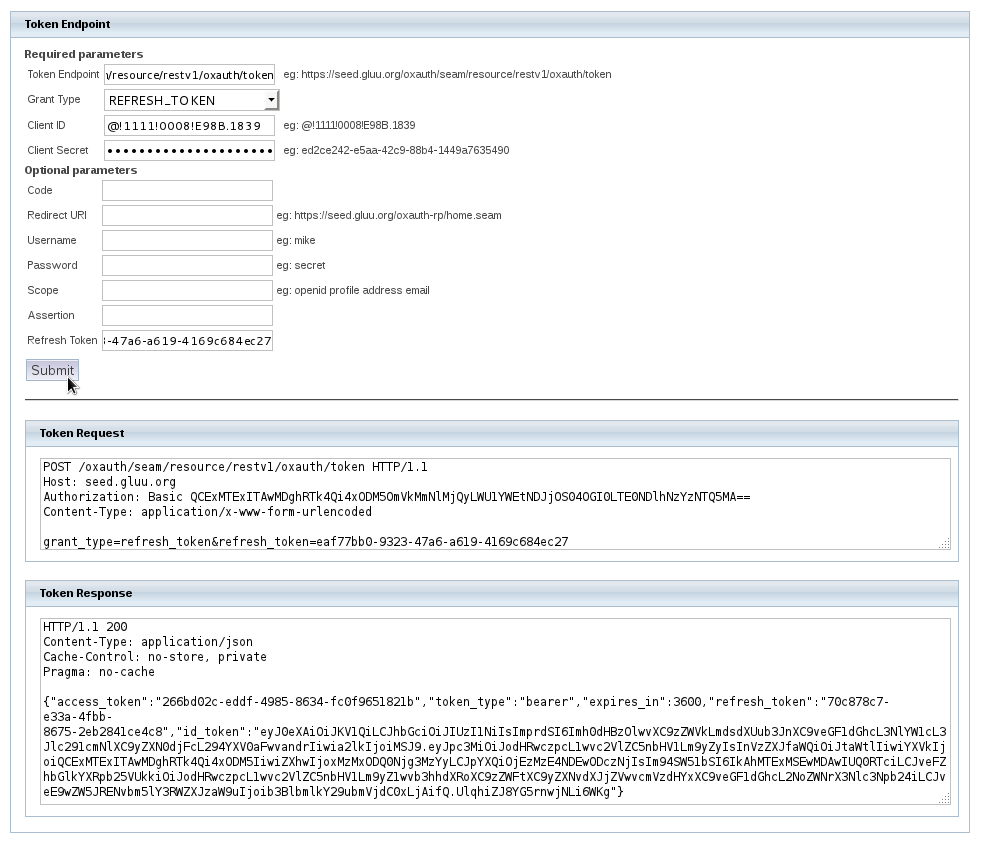 Token Endpoint
Required parameters
Token Endpoint /resource/restv1/oxauth/token eg: https://seed.gluu.org/oxauth/seam/resource/restv1/oxauth/token
Grant Type REFRESH_TOKEN
Client ID @!1111!0008!E98B.1839 eg: @!1111!0008!E98B.1839
Client Secret ••••••••••••••••••••• eg: ed2ce242-e5aa-42c9-88b4-1449a7635490
Optional parameters
Code
Redirect URI eg: https://seed.gluu.org/oxauth-rp/home.seam
Username eg: mike
Password eg: secret
Scope eg: openid profile address email
Assertion
Refresh Token -47a6-a619-4169c684ec27
Submit
Token Request
POST /oxauth/seam/resource/restv1/oxauth/token HTTP/1.1
Host: seed.gluu.org
Authorization: Basic QCExMTExITAwMDghRTk4Qi4xODM5OmVkMmNlMjQyLWU1YWEtNDJjOS04OGI0LTE0NDlhNzYzNTQ5MA==
Content-Type: application/x-www-form-urlencoded
grant_type=refresh_token&refresh_token=eaf77bb0-9323-47a6-a619-4169c684ec27
Token Response
HTTP/1.1 200
Content-Type: application/json
Cache-Control: no-store, private
Pragma: no-cache
{"access_token":"266bd02c-eddf-4985-8634-fc0f9651821b","token_type":"bearer","expires_in":3600,"refresh_token":"70c878c7-
e33a-4fbb-
8675-2eb2841ce4c8","id_token":"eyJ0eXAiOiJKV1QiLCJhbGciOiJIUzI1NiIsImprdSI6Imh0dHBzOlwvXC9zZWVkLmdsdXUub3JnXC9veGF1dGhcL3NlYW1cL3
Jlc291cmNlXC9yZXN0djFcL294YXV0aFwvandrIiwia2lkIjoiMSJ9.eyJpc3MiOiJodHRwczpcL1wvc2VlZC5nbHV1Lm9yZyIsInVzZXJfaWQiOiJtaWtlIiwiYXVkIj
oiQCExMTExITAwMDghRTk4Qi4xODM5IiwiZXhwIjoxMzMxODQ0Njg3MzYyLCJpYXQiOjEzMzE4NDEwODczNjIsIm94SW51bSI6IkAhMTExMSEwMDAwIUQ0RTciLCJveFZ
hbGlkYXRpb25VUkkiOiJodHRwczpcL1wvc2VlZC5nbHV1Lm9yZ1wvb3hhdXRoXC9zZWFtXC9yZXNvdXJjZVwvcmVzdHYxXC9veGF1dGhcL2NoZWNrX3Nlc3Npb24iLCJv
eE9wZW5JRENvbm5lY3RWZXJzaW9uIjoib3BlbmlkY29ubmVjdC0xLjAifQ.UlqhiZJ8YG5rnwjNLi6WKg"}